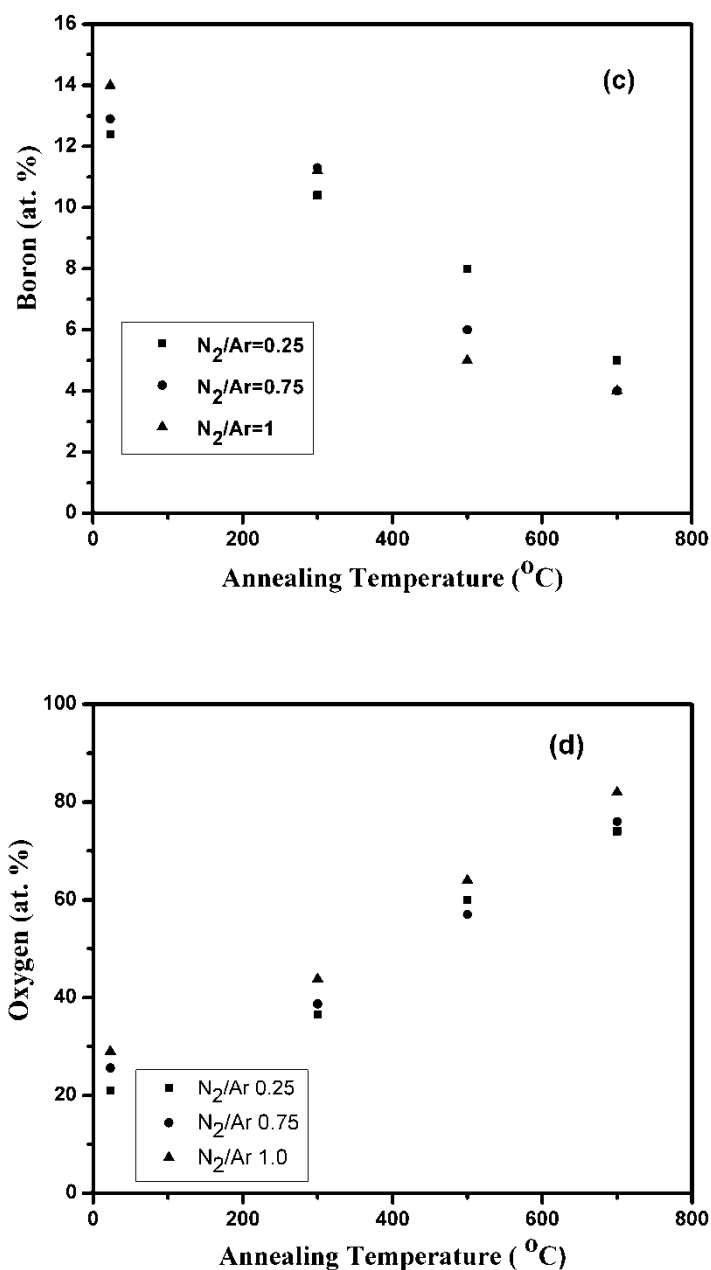 16
(c)
14
12
10
Boron (at. %)
8
6
N2/Ar=0.25
N2/Ar=0.75
N2/Ar=1
4
2
0
0 200 400 600 800
Annealing Temperature (oC)
100
(d)
80
60
Oxygen (at. %)
40
20
N2/Ar 0.25
N2/Ar 0.75
N2/Ar 1.0
0
0 200 400 600 800
Annealing Temperature ( oC)